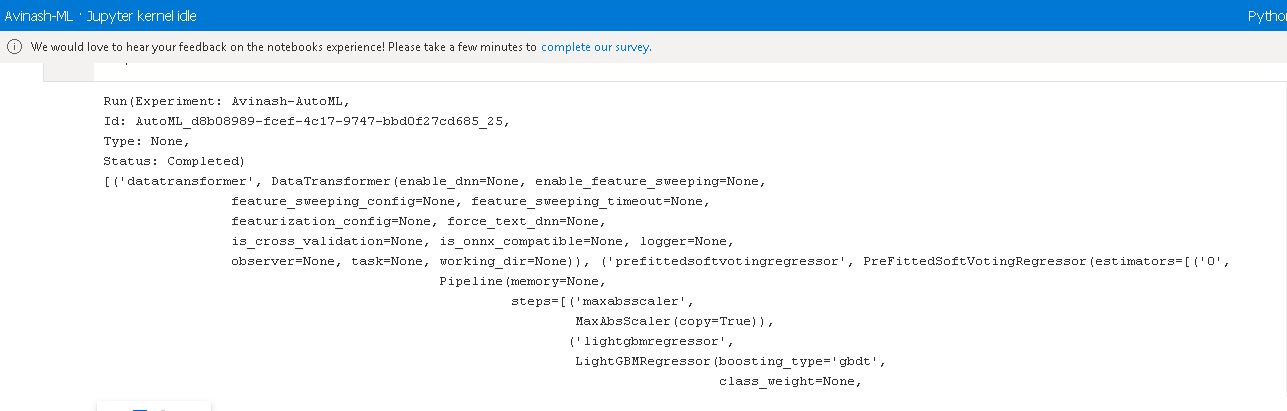 Avinash-ML · Jupyter kernel idle
We would love to hear your feedback on the notebooks experience! Please take a few minutes to complete our survey.
Run(Experiment: Avinash-AutoML,
Id: AutoML_d8b08989-fcef-4c17-9747-bbd0f27cd685_25,
Type: None,
Status: Completed)
[('datatransformer', DataTransformer(enable_dnn=None, enable_feature_sweeping=None,
feature_sweeping_config=None, feature_sweeping_timeout=None,
featurization_config=None, force_text_dnn=None,
is_cross_validation=None, is_onnx_compatible=None, logger=None,
observer=None, task=None, working_dir=None)), ('prefittedsoftvotingregressor', PreFittedSoftVotingRegressor(estimators=[('0',
Pipeline(memory=None,
steps=[('maxabsscaler',
MaxAbsScaler(copy=True)),
('lightgbmregressor',
LightGBMRegressor(boosting_type='gbdt',
class_weight=None,